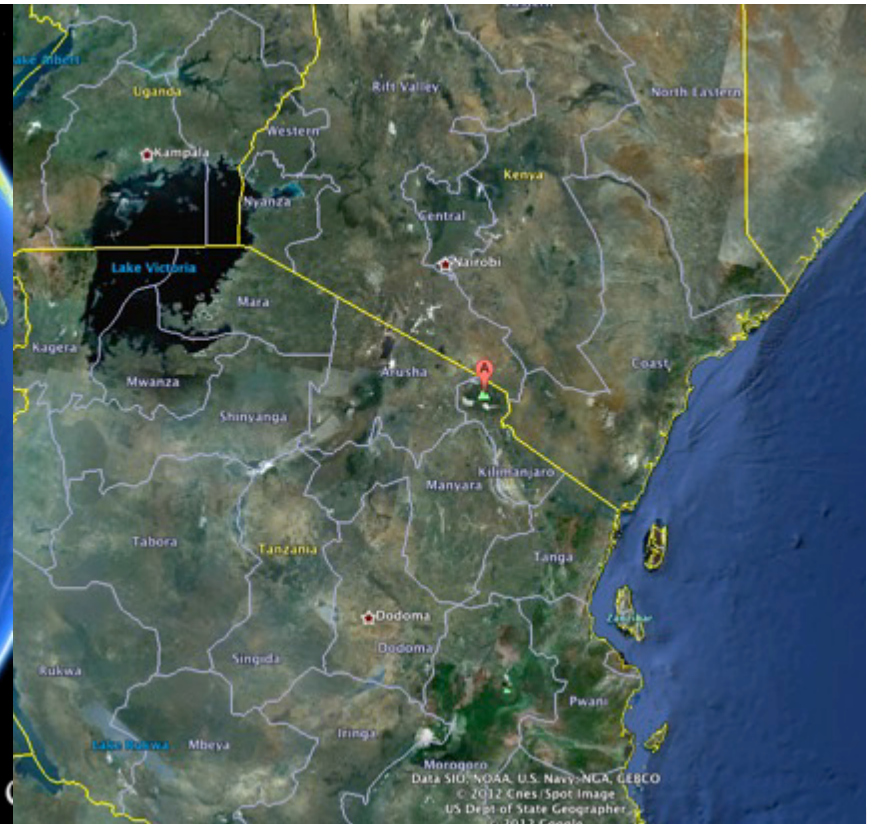 Lake Albert
Uganda
Rift Valley
North Eastern
Western
Kampala
Kenya
Nyanza
Central
Nairobi
Lake Victoria
Mara
Kagera
Coast
A
Arusha
Mwanza
Shinyanga
Kilimanjaro
Manyara
Tabora
Tanzania
Tanga
Dodoma
Zanzibar
Dodoma
Singida
Rukwa
Pwani
Iringa
Lake Rukwa
Mbeya
Morogoro
Data SIO, NOAA, U.S. Navy, NGA, GEBCO
© 2012 Cnes/Spot Image
US Dept of State Geographer
© 2012 Google